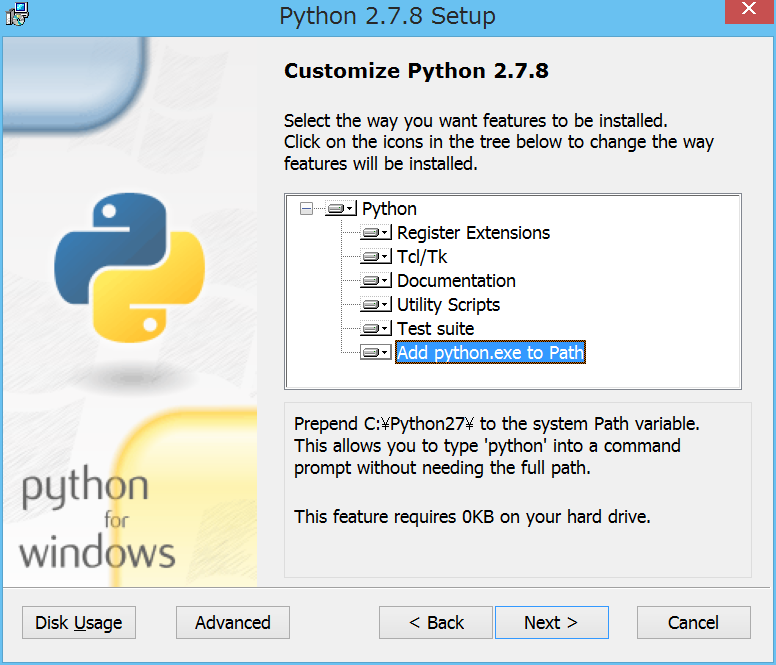 Python 2.7.8 Setup
Customize Python 2.7.8
Select the way you want features to be installed.
Click on the icons in the tree below to change the way
features will be installed.
Python
Register Extensions
Tcl/Tk
Documentation
Utility Scripts
Test suite
Add python.exe to Path
Prepend C:¥Python27¥ to the system Path variable.
This allows you to type 'python' into a command
prompt without needing the full path.
This feature requires 0KB on your hard drive.
python
for
windows
Disk Usage
Advanced
< Back
Next >
Cancel